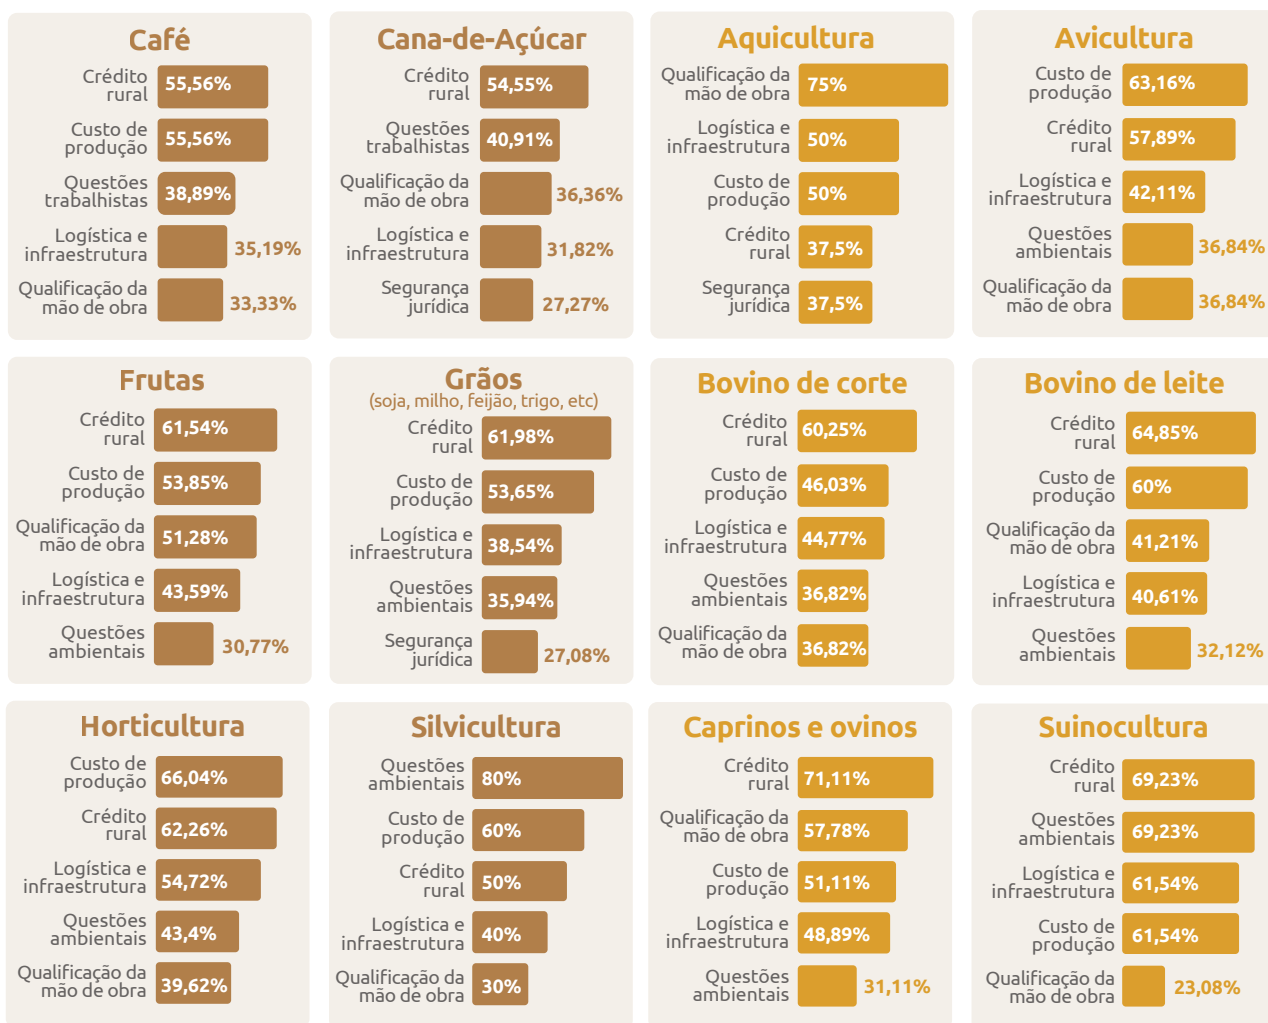 Café
Crédito
rural
55,56%
Custo de
produção
55,56%
Questões
trabalhistas
38,89%
Logística e
infraestrutura
35,19%
Qualificação da
mão de obra
33,33%
Cana-de-Açúcar
Crédito
rural
54,55%
Questões
trabalhistas
40,91%
Qualificação da
mão de obra
36,36%
Logística e
infraestrutura
31,82%
Segurança
jurídica
27,27%
Aquicultura
Qualificação da
mão de obra
75%
Logística e
infraestrutura
50%
Custo de
produção
50%
Crédito
rural
37,5%
Segurança
jurídica
37,5%
Avicultura
Custo de
produção
63,16%
Crédito
rural
57,89%
Logística e
infraestrutura
42,11%
Questões
ambientais
36,84%
Qualificação da
mão de obra
36,84%
Frutas
Crédito
rural
61,54%
Custo de
produção
53,85%
Qualificação da
mão de obra
51,28%
Logística e
infraestrutura
43,59%
Questões
ambientais
30,77%
Grãos
(soja, milho, feijão, trigo, etc)
Crédito
rural
61,98%
Custo de
produção
53,65%
Logística e
infraestrutura
38,54%
Questões
ambientais
35,94%
Segurança
jurídica
27,08%
Bovino de corte
Crédito
rural
60,25%
Custo de
produção
46,03%
Logística e
infraestrutura
44,77%
Questões
ambientais
36,82%
Qualificação da
mão de obra
36,82%
Bovino de leite
Crédito
rural
64,85%
Custo de
produção
60%
Qualificação da
mão de obra
41,21%
Logística e
infraestrutura
40,61%
Questões
ambientais
32,12%
Horticultura
Custo de
produção
66,04%
Crédito
rural
62,26%
Logística e
infraestrutura
54,72%
Questões
ambientais
43,4%
Qualificação da
mão de obra
39,62%
Silvicultura
Questões
ambientais
80%
Custo de
produção
60%
Crédito
rural
50%
Logística e
infraestrutura
40%
Qualificação da
mão de obra
30%
Caprinos e ovinos
Crédito
rural
71,11%
Qualificação da
mão de obra
57,78%
Custo de
produção
51,11%
Logística e
infraestrutura
48,89%
Questões
ambientais
31,11%
Suinocultura
Crédito
rural
69,23%
Questões
ambientais
69,23%
Logística e
infraestrutura
61,54%
Custo de
produção
61,54%
Qualificação da
mão de obra
23,08%